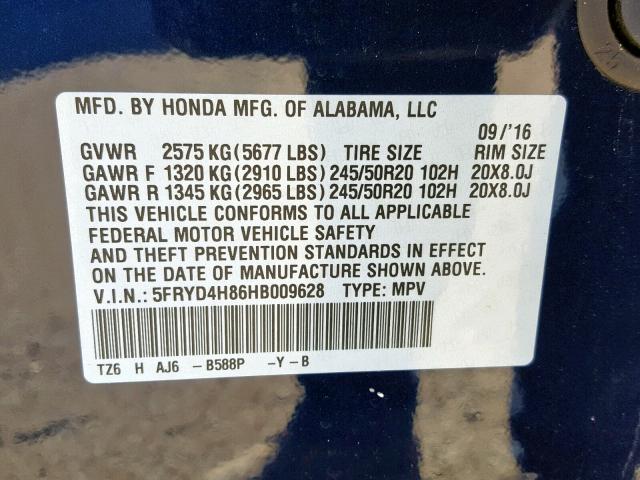 MFD. BY HONDA MFG. OF ALABAMA, LLC
09/'16
GVWR 2575 KG(5677 LBS) TIRE SIZE RIM SIZE
GAWR F 1320 KG(2910 LBS) 245/50R20 102H 20X8.0J
GAWR R 1345 KG(2965 LBS) 245/50R20 102H 20X8.0J
THIS VEHICLE CONFORMS TO ALL APPLICABLE
FEDERAL MOTOR VEHICLE SAFETY
AND THEFT PREVENTION STANDARDS IN EFFECT
ON THE DATE OF MANUFACTURE SHOWN ABOVE.
V.I.N.: 5FRYD4H86HB009628 TYPE: MPV
TZ6 H AJ6 -B588P -Y-B